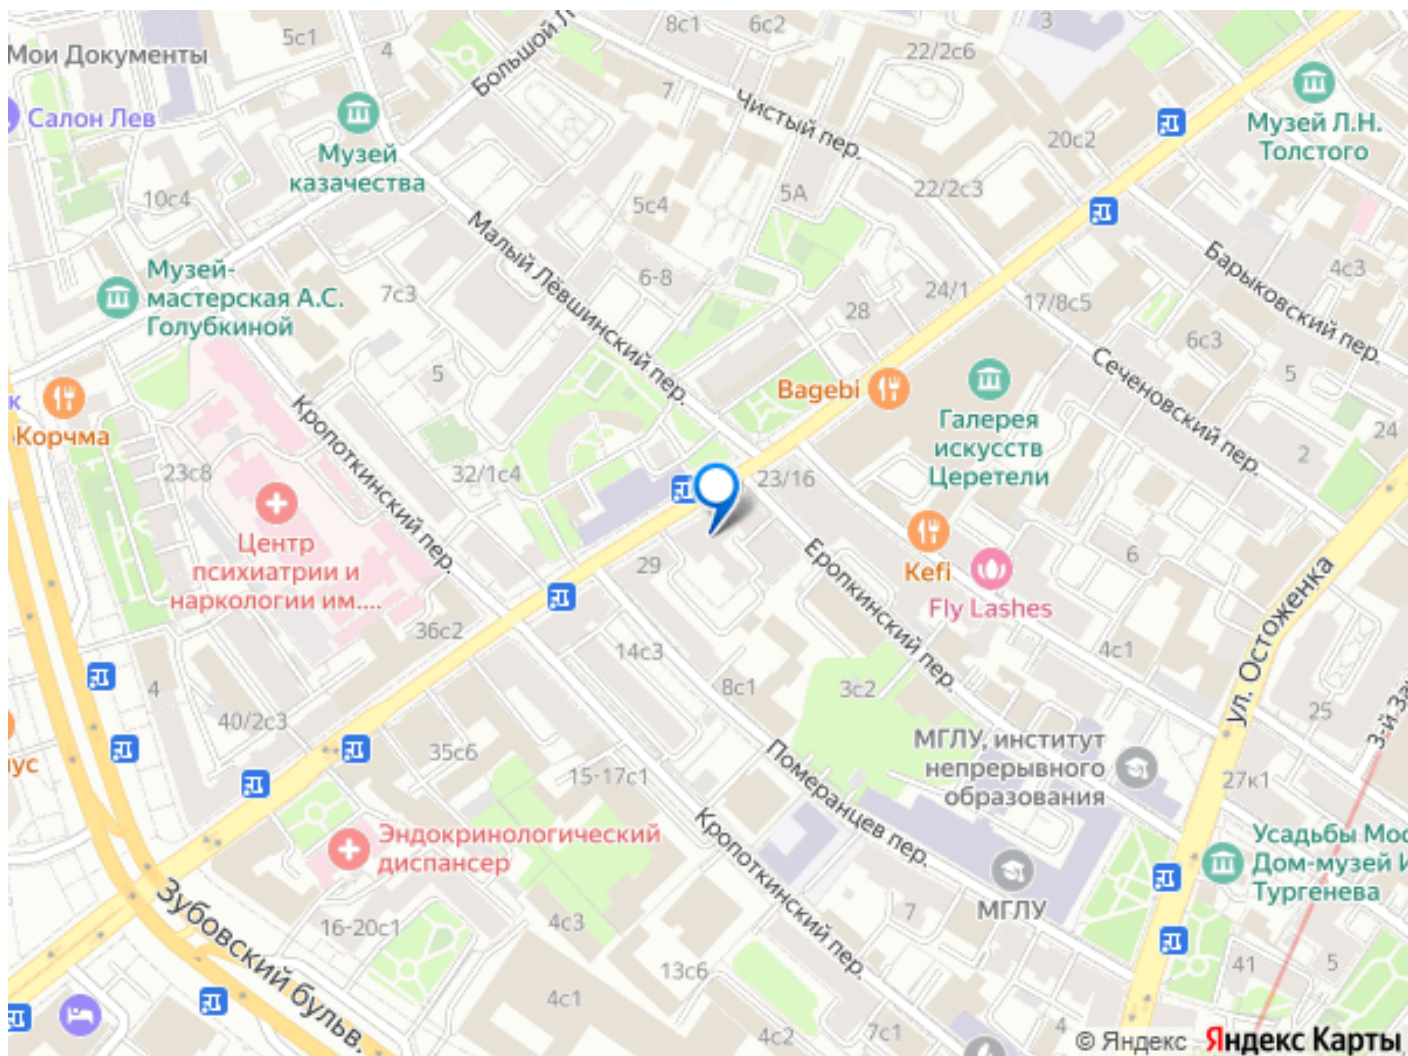 5с1
4
Большой Л
8с1
6с2
3
Мои Документы
22/2с6
7
Чистый пер.
Салон Лев
Музей
казачества
20с2
Музей Л.Н.
Толстого
10с4
5с4
5А
22/2с3
Малый Лёвшинский пер.
Барыковский пер.
4с3
Музей-
мастерская А.С.
Голубкиной
7с3
6-8
28
24/1
17/8с5
6с3
Сеченовский пер.
5
5
Bagebi
к
Корчма
Кропоткинский пер.
Галерея
искусств
Церетели
24
2
23с8
32/1с4
23/16
Центр
психиатрии и
наркологии им....
29
Еропкинский пер.
Kefi
6
Fly Lashes
ул. Остоженка
36с2
14с3
4с1
4
8с1
3с2
40/2с3
25
3-й За
ус
35с6
15-17с1
Померанцев пер.
МГЛУ, институт
непрерывного
образования
27к1
Кропоткинский пер.
Эндокринологический
диспансер
Усадьбы Мос
Дом-музей И
Тургенева
МГЛУ
Зубовский бульв.
16-20с1
4с3
7
13с6
41
5
4с1
4с2
7с1
4
© Яндекс Яндекс Карты